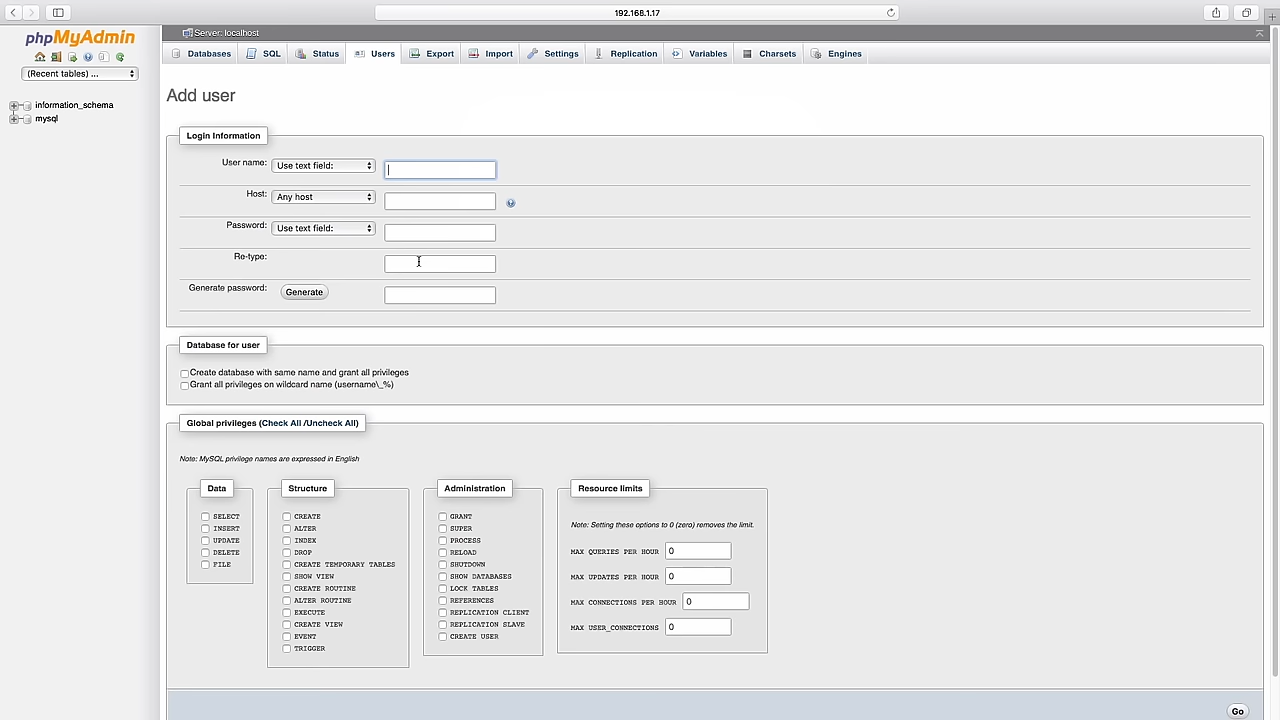 192.168.1.17
phpMyAdmin
(Recent tables) ...
information_schema
mysql
Server: localhost
Databases SQL Status Users Export Import Settings Replication Variables Charsets Engines
Add user
Login Information
User name: Use text field:
Host: Any host
Password: Use text field:
Re-type:
Generate password: Generate
Database for user
Create database with same name and grant all privileges
Grant all privileges on wildcard name (username\_%)
Global privileges (Check All /Uncheck All)
Note: MySQL privilege names are expressed in English
Data
SELECT
INSERT
UPDATE
DELETE
FILE
Structure
CREATE
ALTER
INDEX
DROP
CREATE TEMPORARY TABLES
SHOW VIEW
CREATE ROUTINE
ALTER ROUTINE
EXECUTE
CREATE VIEW
EVENT
TRIGGER
Administration
GRANT
SUPER
PROCESS
RELOAD
SHUTDOWN
SHOW DATABASES
LOCK TABLES
REFERENCES
REPLICATION CLIENT
REPLICATION SLAVE
CREATE USER
Resource limits
Note: Setting these options to 0 (zero) removes the limit.
MAX QUERIES PER HOUR 0
MAX UPDATES PER HOUR 0
MAX CONNECTIONS PER HOUR 0
MAX USER_CONNECTIONS 0
Go